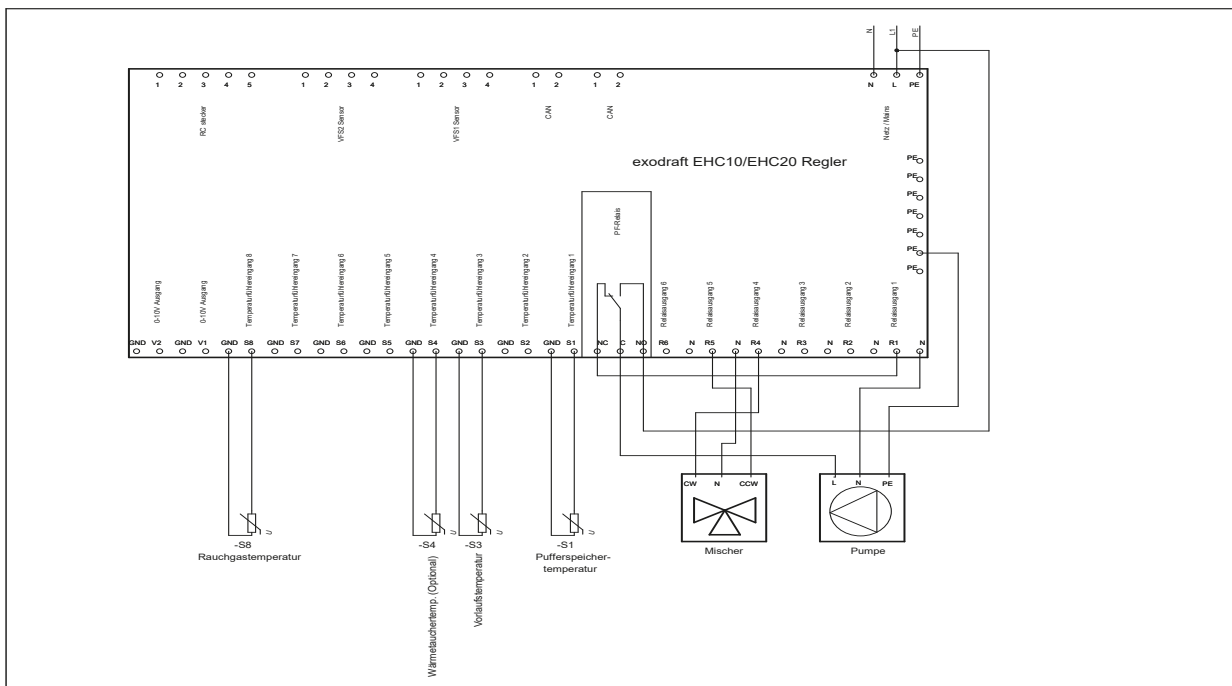 N L1 PE
1 2 3 4 5 1 2 3 4 1 2 3 4 1 2 1 2 N L PE
RC stecker
VFS2 Sensor
VFS1 Sensor
CAN
CAN
Netz / Mains
exodraft EHC10/EHC20 Regler
PE
PE
PE
PE
PE
PE
PE
PF-Relais
0-10V Ausgang
0-10V Ausgang
Temperaturfühlereingang 8
Temperaturfühlereingang 7
Temperaturfühlereingang 6
Temperaturfühlereingang 5
Temperaturfühlereingang 4
Temperaturfühlereingang 3
Temperaturfühlereingang 2
Temperaturfühlereingang 1
Relaisausgang 6
Relaisausgang 5
Relaisausgang 4
Relaisausgang 3
Relaisausgang 2
Relaisausgang 1
GND V2 GND V1 GND S8 GND S7 GND S6 GND S5 GND S4 GND S3 GND S2 GND S1 NC C NO R6 N R5 N R4 N R3 N R2 N R1 N
CW N CCW
L N PE
U
U
U
U
-S8
Rauchgastemperatur
-S4
Wärmetauchertemp. (Optional)
-S3
Vorlaufstemperatur
-S1
Pufferspeicher-
temperatur
Mischer
Pumpe